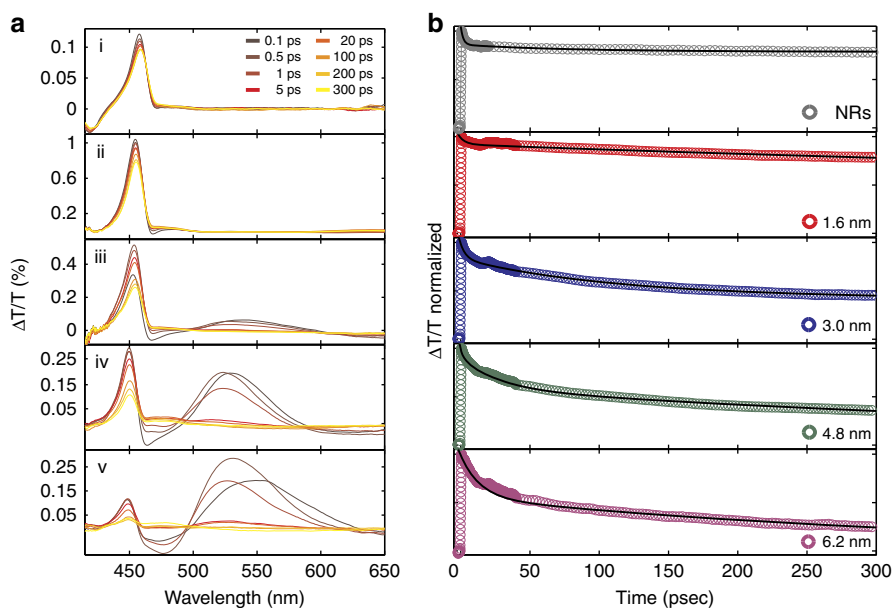 a
b
i
0.1 ps 20 ps
0.5 ps 100 ps
1 ps 200 ps
5 ps 300 ps
0.1
0.05
0
ii
1
0.6
0.2
iii
0.4
0.2
0
iv
0.25
0.15
0.05
v
0.25
0.15
0.05
ΔT/T (%)
450 500 550 600 650
Wavelength (nm)
NRs
1.6 nm
3.0 nm
4.8 nm
6.2 nm
ΔT/T normalized
0 50 100 150 200 250 300
Time (psec)